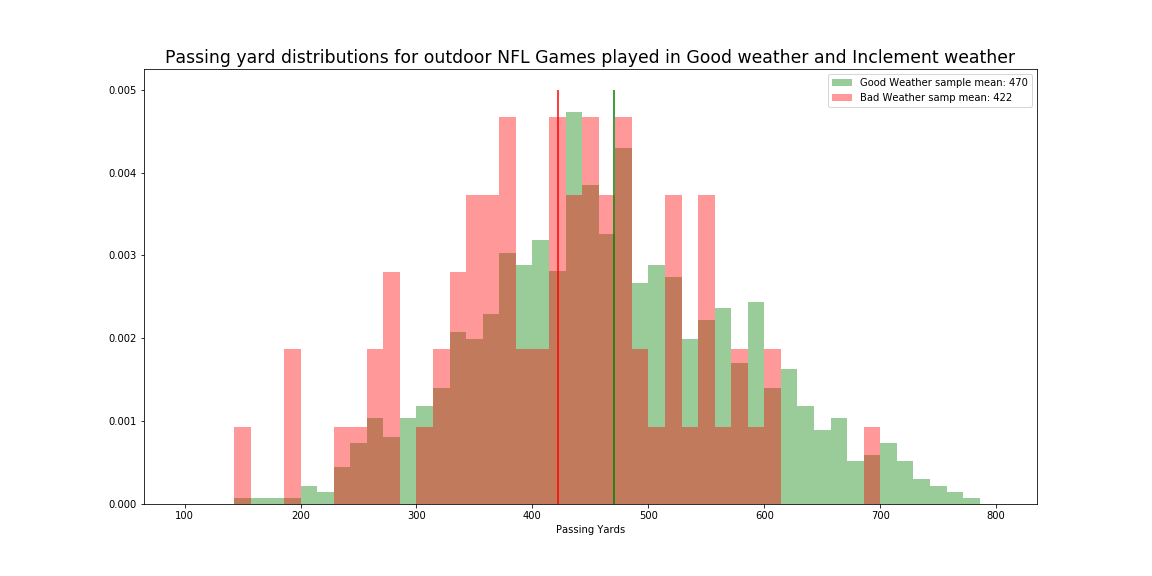 Passing yard distributions for outdoor NFL Games played in Good weather and Inclement weather
Good Weather sample mean: 470
Bad Weather samp mean: 422
0.005
0.004
0.003
0.002
0.001
0.000
100 200 300 400 500 600 700 800
Passing Yards